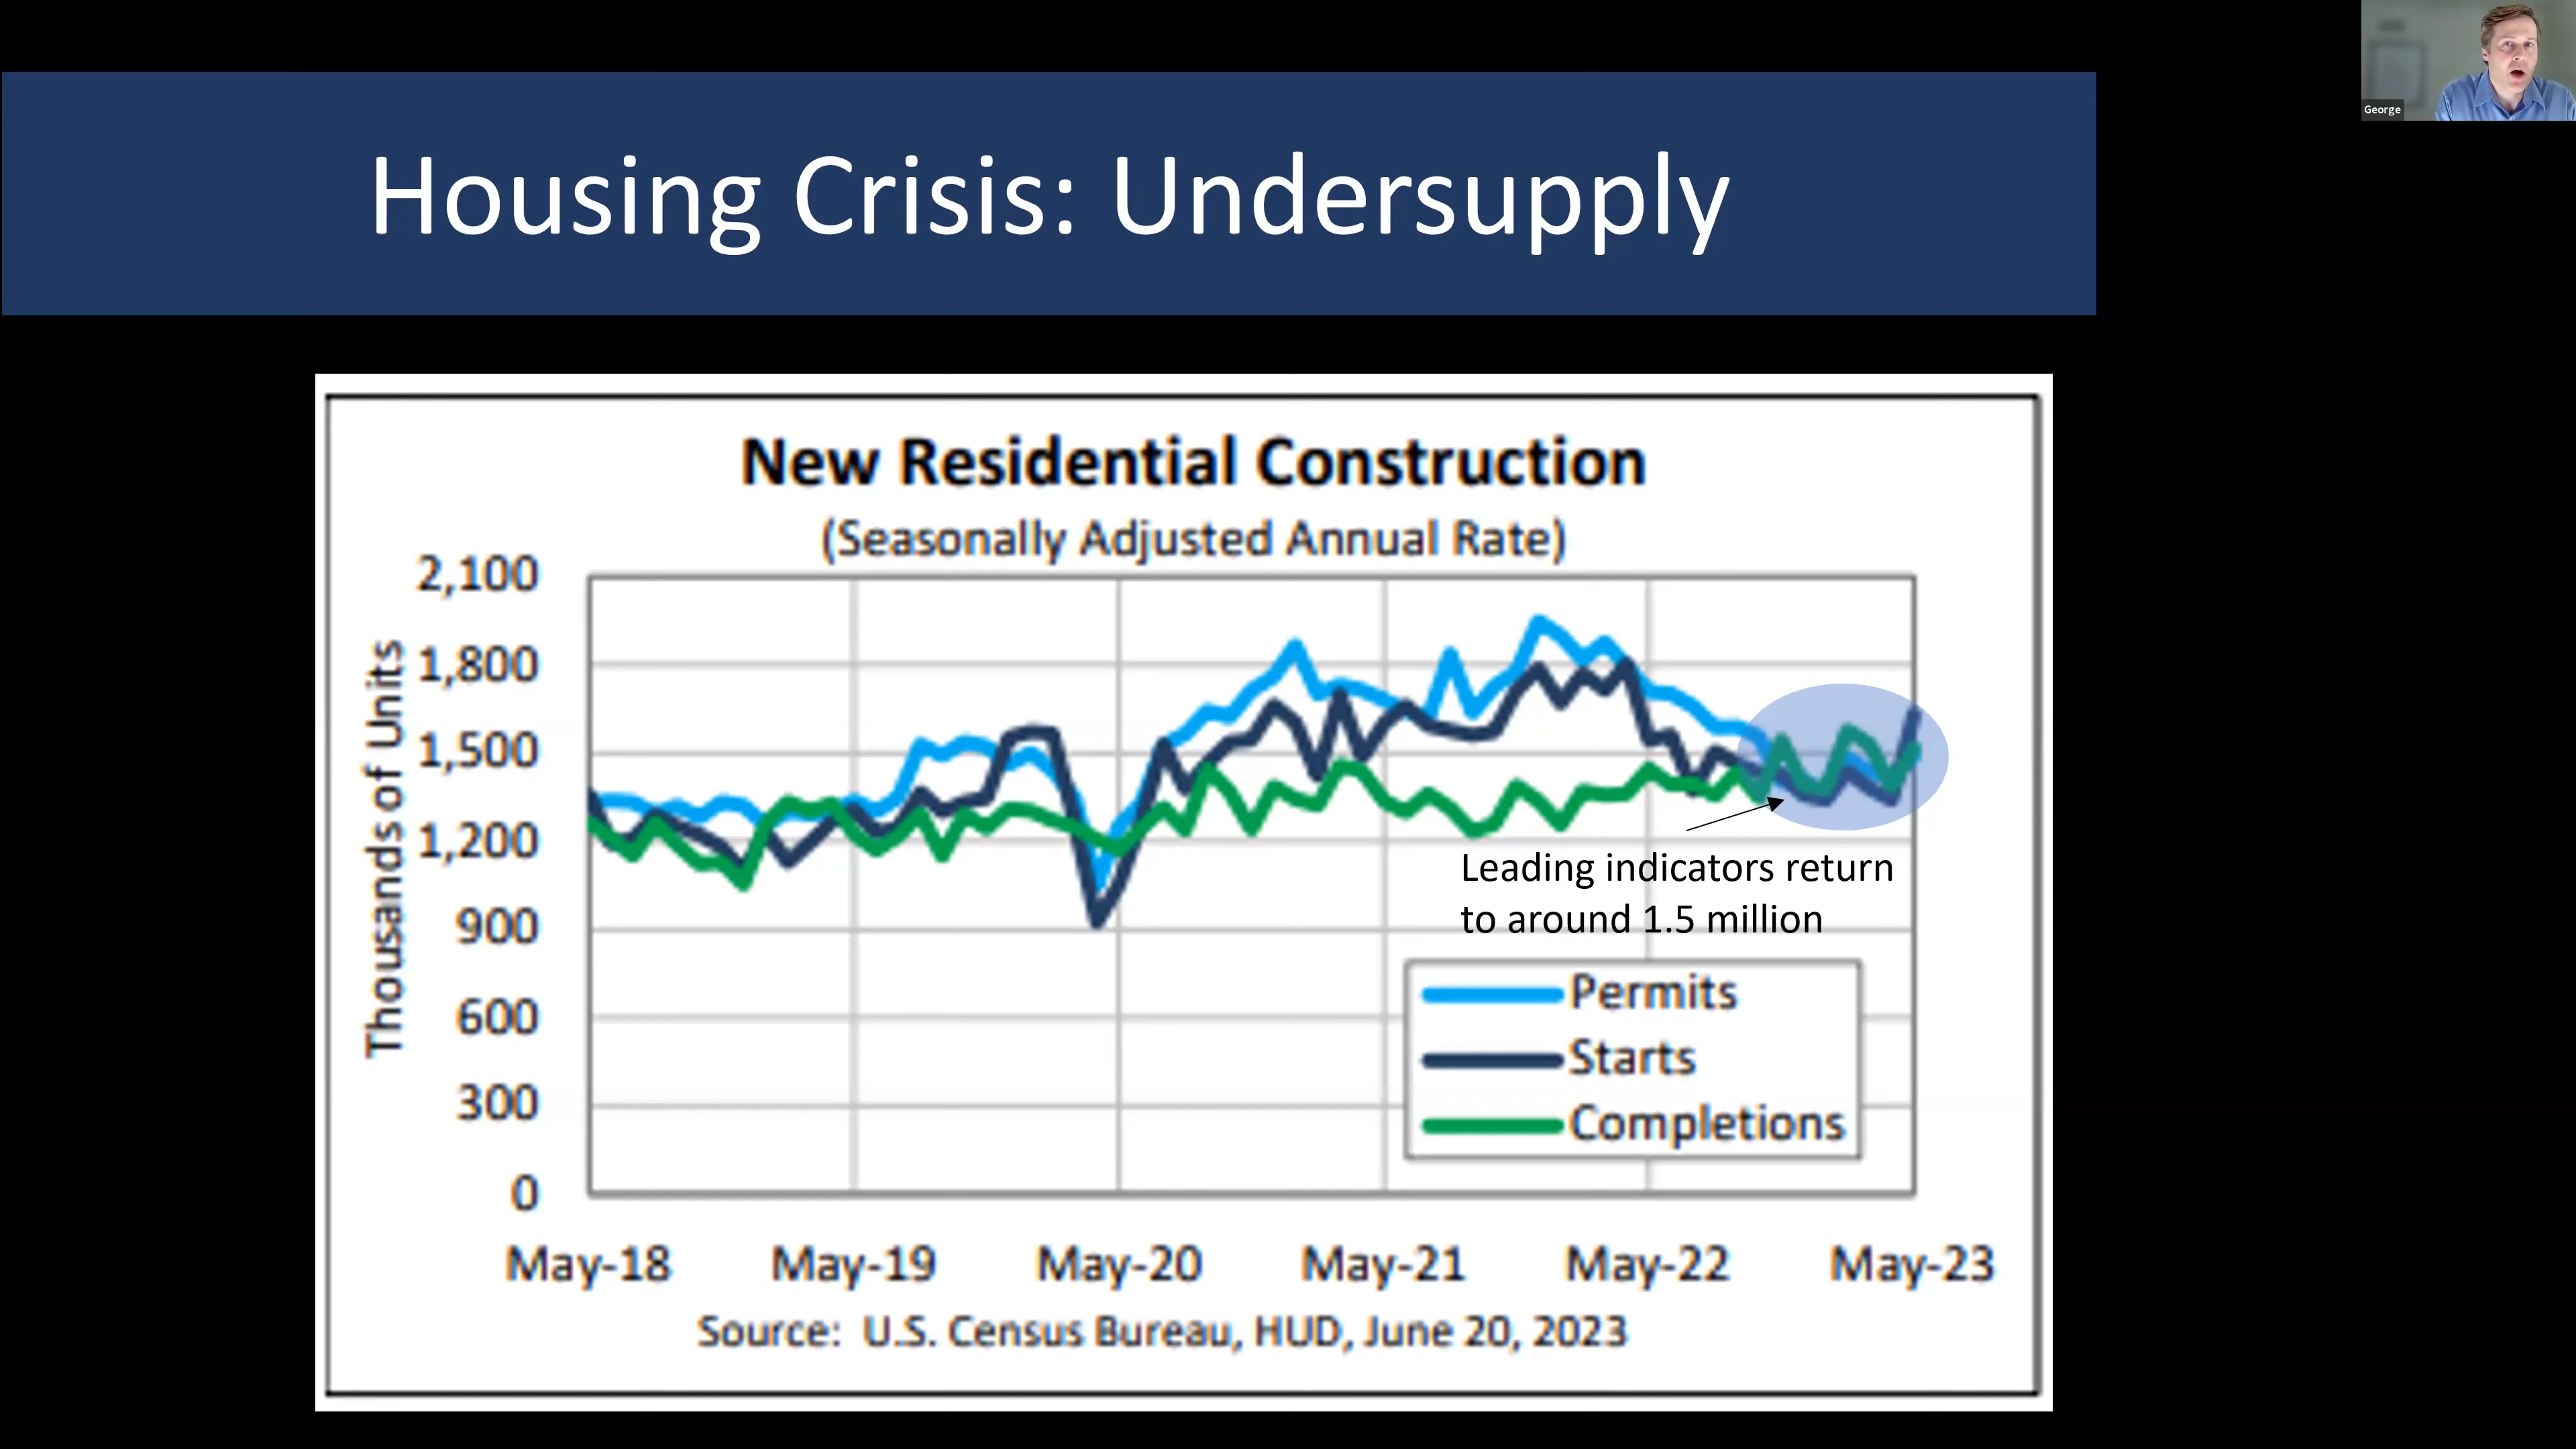 George
Housing Crisis: Undersupply
New Residential Construction
(Seasonally Adjusted Annual Rate)
Thousands of Units
2,100
1,800
1,500
1,200
900
600
300
0
Leading indicators return
to around 1.5 million
Permits
Starts
Completions
May-18 May-19 May-20 May-21 May-22 May-23
Source: U.S. Census Bureau, HUD, June 20, 2023